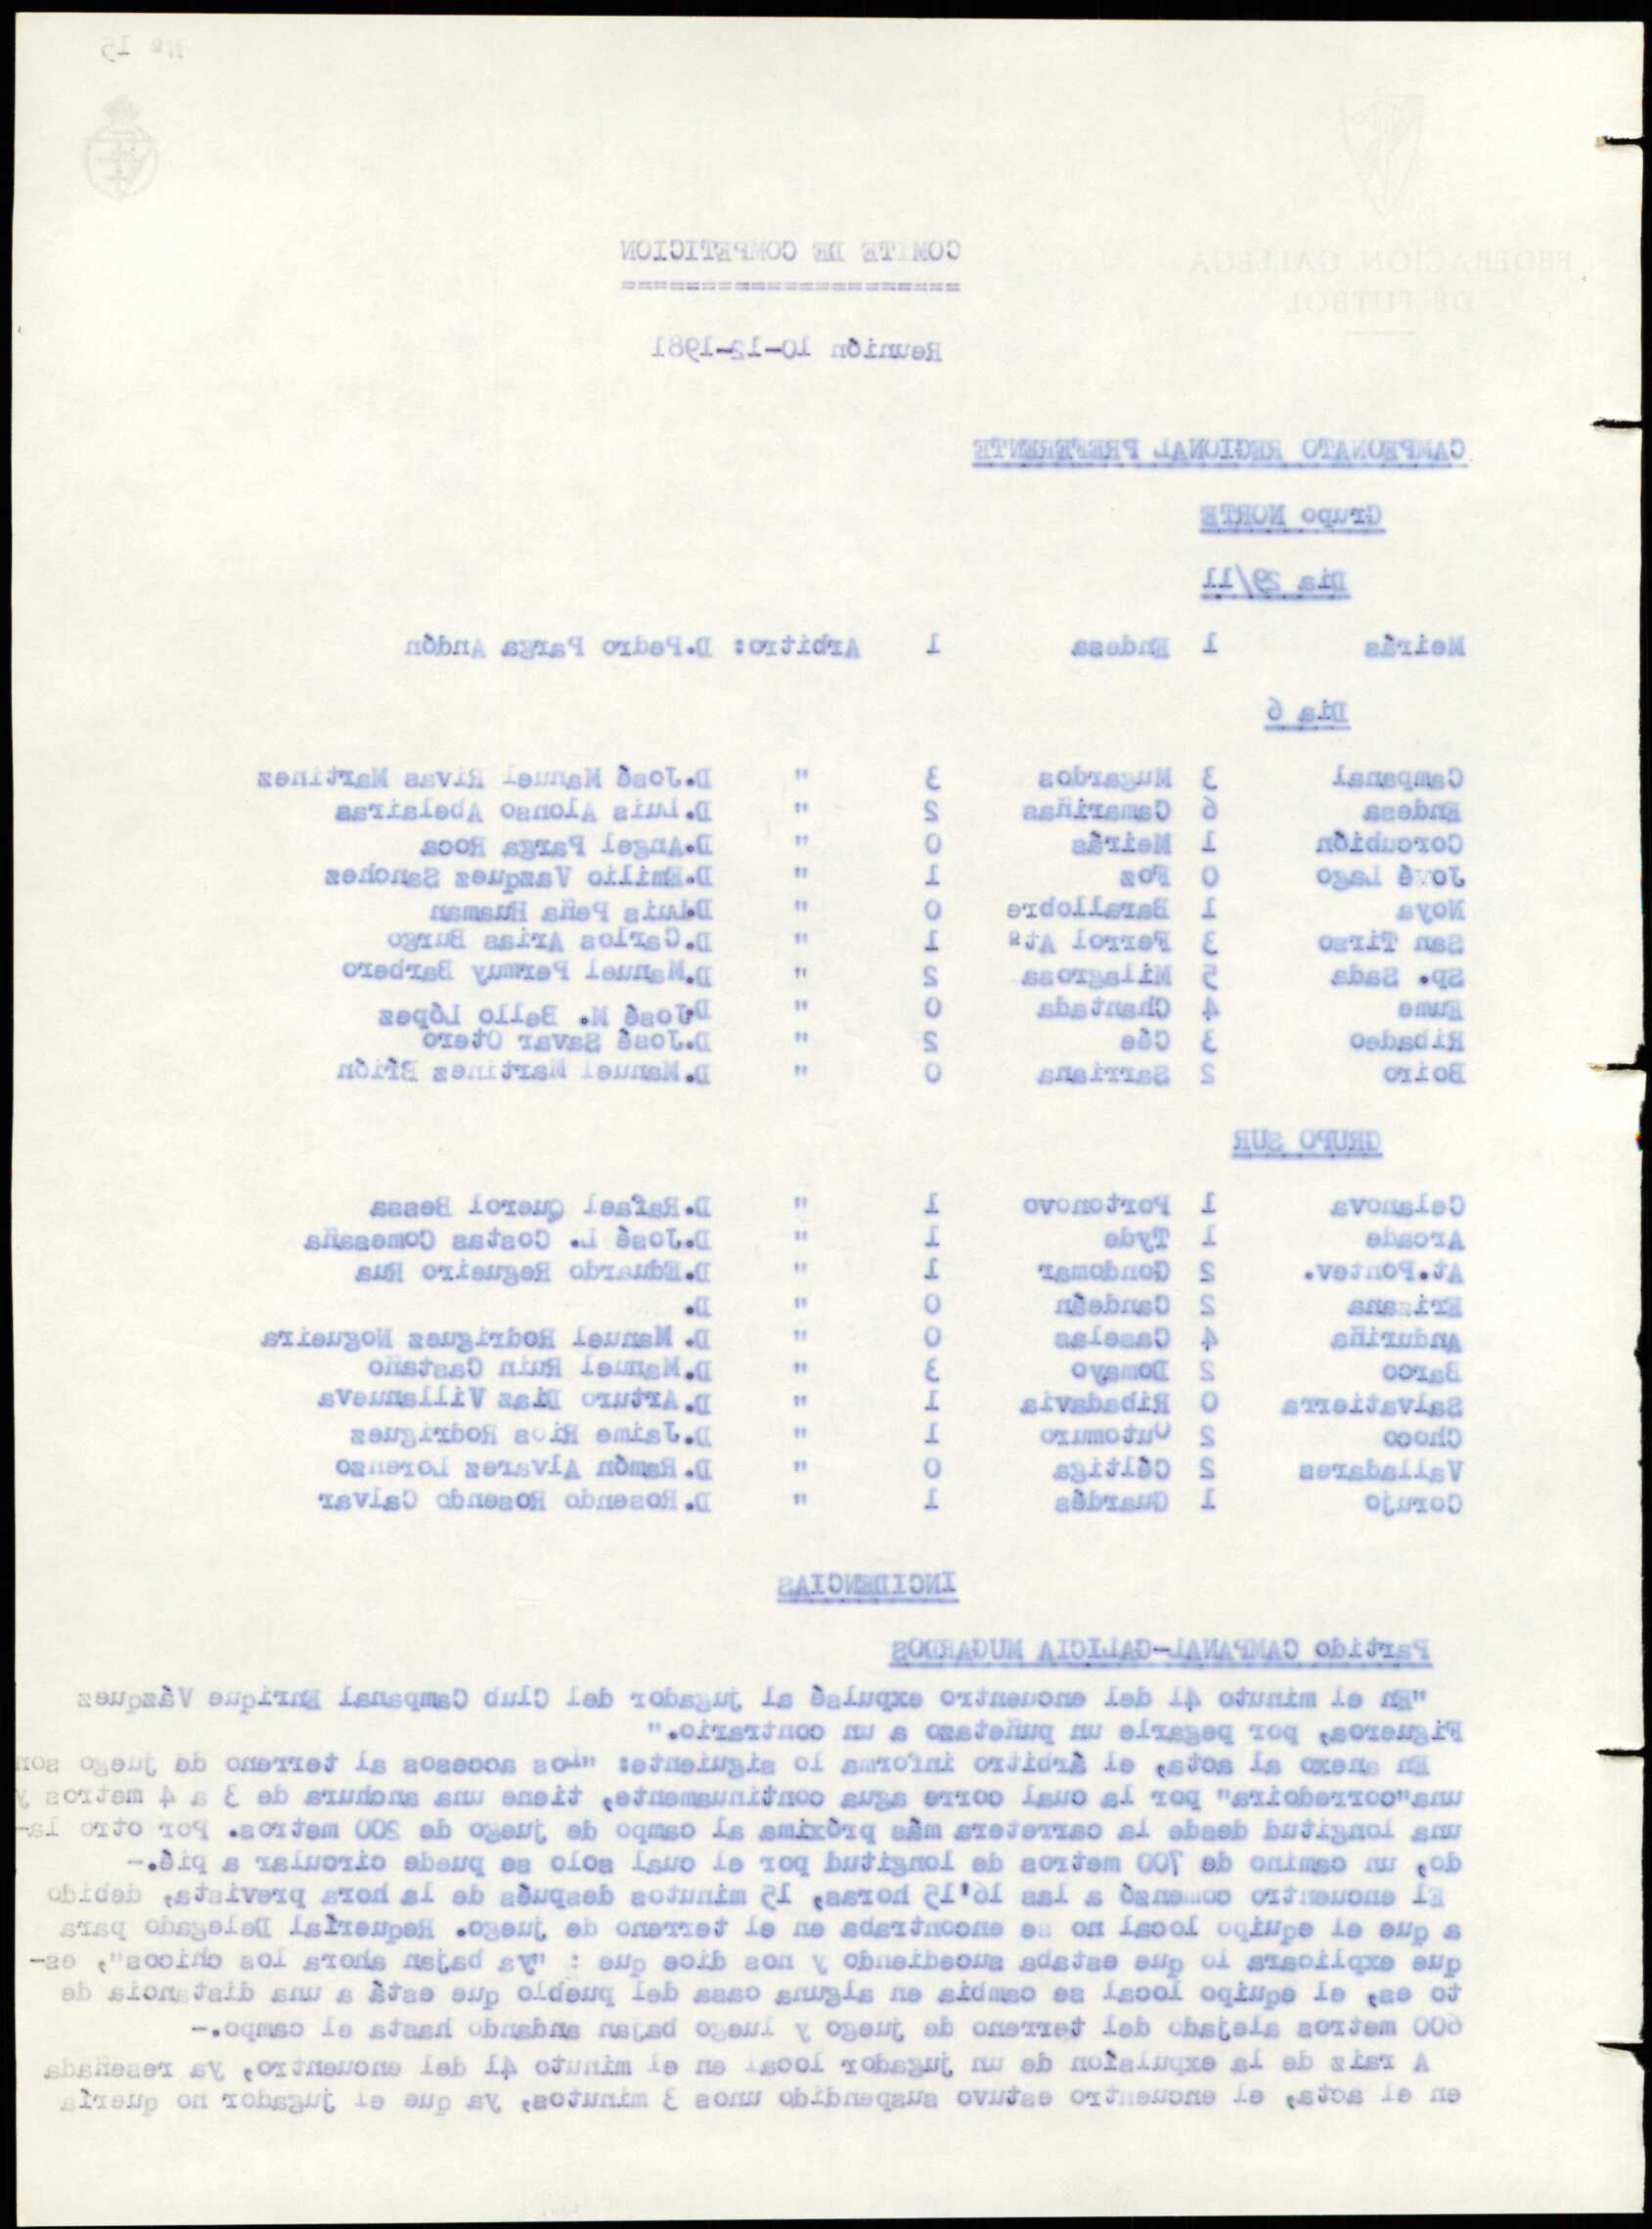 Nº 15
FEDERACION GALLEGA
DE FUTBOL
COMITE DE COMPETICION
=====================
Reunión 10-12-1981
CAMPEONATO REGIONAL PREFERENTE
Grupo NORTE
Dia 29/11
Meirás 1 Endesa 1 Arbitro: D.Pedro Parga Andón
Dia 6
Campanal 3 Mugardos 3 " D.José Manuel Rivas Martinez
Endesa 6 Camariñas 2 " D.Luis Alonso Abelairas
Corcubión 1 Meirás 0 " D.Angel Parga Roca
José Lago 0 Foz 1 " D.Emilio Vazquez Sanchez
Noya 1 Barallobre 0 " D.Luis Peña Huaman
San Tirso 3 Ferrol Atº 1 " D.Carlos Arias Burgo
Sp. Sada 5 Milagrosa 2 " D.Manuel Permuy Barbero
Eume 4 Chantada 0 " D.José M. Bello López
Ribadeo 3 Cée 2 " D.José Savar Otero
Boiro 2 Sarriana 0 " D.Manuel Martinez Brión
GRUPO SUR
Celanova 1 Portonovo 1 " D.Rafael Querol Bessa
Arcade 1 Tyde 1 " D.José L. Costas Comesaña
At.Pontev. 2 Gondomar 1 " D.Eduardo Regueiro Rua
Erizana 2 Candeán 0 " D.
Anduriña 4 Caselas 0 " D. Manuel Rodriguez Nogueira
Barco 2 Domayo 3 " D.Manuel Ruin Castaño
Salvatierra 0 Ribadavia 1 " D.Arturo Diaz Villanueva
Choco 2 Outomuro 1 " D.Jaime Rios Rodriguez
Valladares 2 Céltiga 0 " D.Ramón Alvarez Lorenzo
Corujo 1 Guardés 1 " D.Rosendo Rosendo Calvar
INCIDENCIAS
Partido CAMPANAL-GALICIA MUGARDOS
"En el minuto 41 del encuentro expulsé al jugador del Club Campanal Enrique Vázquez
Figueros, por pegarle un puñetazo a un contrario."
En anexo al acta, el árbitro informa lo siguiente: "Los accesos al terreno de juego son
una"corredoira" por la cual corre agua continuamente, tiene una anchura de 3 a 4 metros y
una longitud desde la carretera más próxima al campo de juego de 200 metros. Por otro la-
do, un camino de 700 metros de longitud por el cual solo se puede circular a pié.-
El encuentro comenzó a las 16'15 horas, 15 minutos después de la hora prevista, debido
a que el equipo local no se encontraba en el terreno de juego. Requeríal Delegado para
que explicara lo que estaba sucediendo y nos dice que : "ya bajan ahora los chicos", es-
to es, el equipo local se cambia en alguna casa del pueblo que está a una distancia de
600 metros alejado del terreno de juego y luego bajan andando hasta el campo.-
A raiz de la expulsíon de un jugador local en el minuto 41 del encuentro, ya reseñada
en el acta, el encuentro estuvo suspendido unos 3 minutos, ya que el jugador no quería